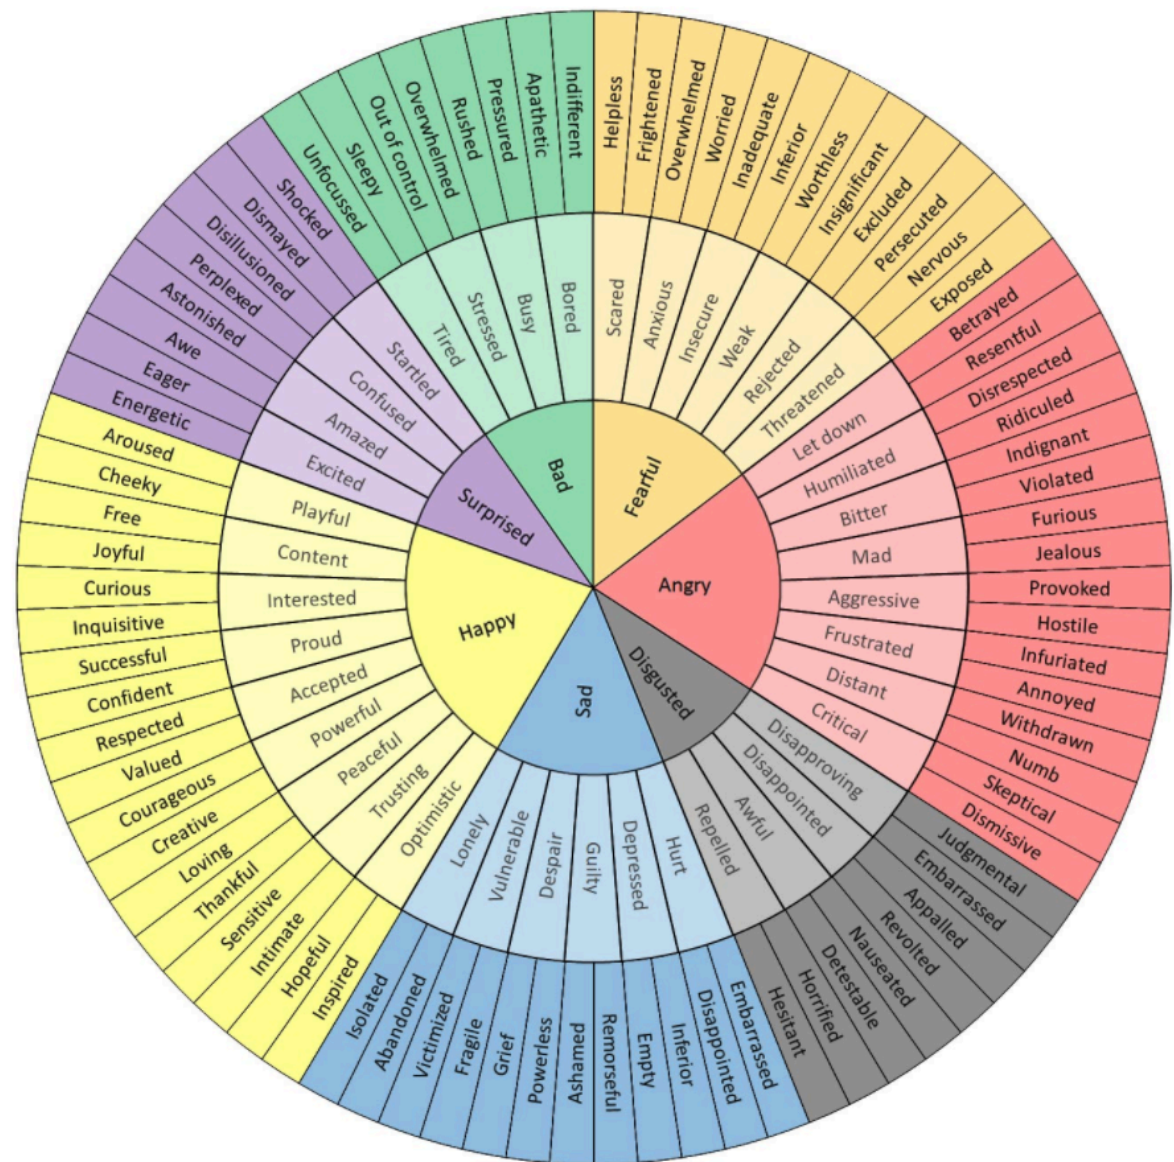 Fearful
Angry
Disgusted
Sad
Happy
Surprised
Bad
Scared
Anxious
Insecure
Weak
Rejected
Threatened
Let down
Humiliated
Bitter
Mad
Aggressive
Frustrated
Distant
Critical
Disapproving
Disappointed
Awful
Repelled
Hurt
Depressed
Guilty
Despair
Vulnerable
Lonely
Optimistic
Trusting
Peaceful
Powerful
Accepted
Proud
Interested
Content
Playful
Excited
Amazed
Confused
Startled
Tired
Stressed
Busy
Bored
Helpless
Frightened
Overwhelmed
Worried
Inadequate
Inferior
Worthless
Insignificant
Excluded
Persecuted
Nervous
Exposed
Betrayed
Resentful
Disrespected
Ridiculed
Indignant
Violated
Furious
Jealous
Provoked
Hostile
Infuriated
Annoyed
Withdrawn
Numb
Skeptical
Dismissive
Judgmental
Embarrassed
Appalled
Revolted
Nauseated
Detestable
Horrified
Hesitant
Embarrassed
Disappointed
Inferior
Empty
Remorseful
Ashamed
Powerless
Grief
Fragile
Victimized
Abandoned
Isolated
Inspired
Hopeful
Intimate
Sensitive
Thankful
Loving
Creative
Courageous
Valued
Respected
Confident
Successful
Inquisitive
Curious
Joyful
Free
Cheeky
Aroused
Energetic
Eager
Awe
Astonished
Perplexed
Disillusioned
Dismayed
Shocked
Unfocussed
Sleepy
Out of control
Overwhelmed
Rushed
Pressured
Apathetic
Indifferent